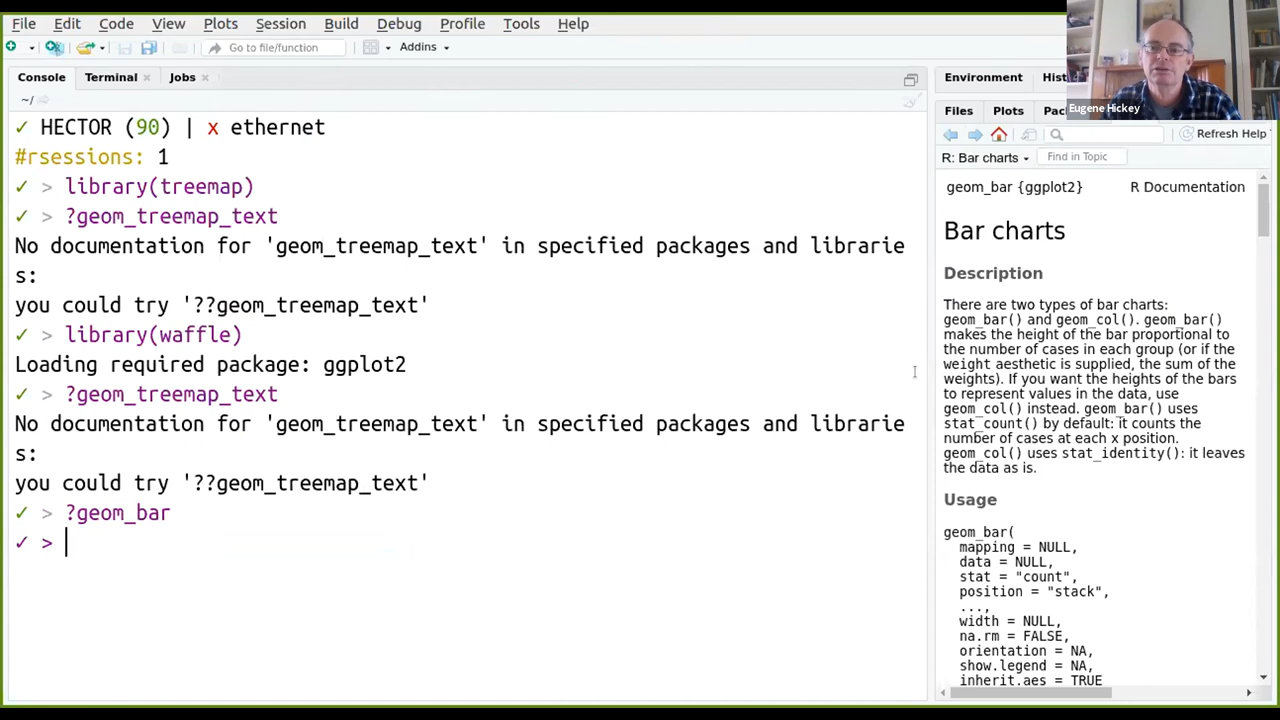 File Edit Code View Plots Session Build Debug Profile Tools Help
Go to file/function Addins
Console Terminal Jobs
~/
✓ HECTOR (90) | x ethernet
#rsessions: 1
✓ > library(treemap)
✓ > ?geom_treemap_text
No documentation for 'geom_treemap_text' in specified packages and librarie
s:
you could try '??geom_treemap_text'
✓ > library(waffle)
Loading required package: ggplot2
✓ > ?geom_treemap_text
No documentation for 'geom_treemap_text' in specified packages and librarie
s:
you could try '??geom_treemap_text'
✓ > ?geom_bar
✓ >
Eugene Hickey
Environment His
Files Plots Pac
Refresh Help
R: Bar charts Find in Topic
geom_bar {ggplot2} R Documentation
Bar charts
Description
There are two types of bar charts:
geom_bar() and geom_col(). geom_bar()
makes the height of the bar proportional to
the number of cases in each group (or if the
weight aesthetic is supplied, the sum of the
weights). If you want the heights of the bars
to represent values in the data, use
geom_col() instead. geom_bar() uses
stat_count() by default: it counts the
number of cases at each x position.
geom_col() uses stat_identity(): it leaves
the data as is.
Usage
geom_bar(
mapping = NULL,
data = NULL,
stat = "count",
position = "stack",
...,
width = NULL,
na.rm = FALSE,
orientation = NA,
show.legend = NA,
inherit.aes = TRUE